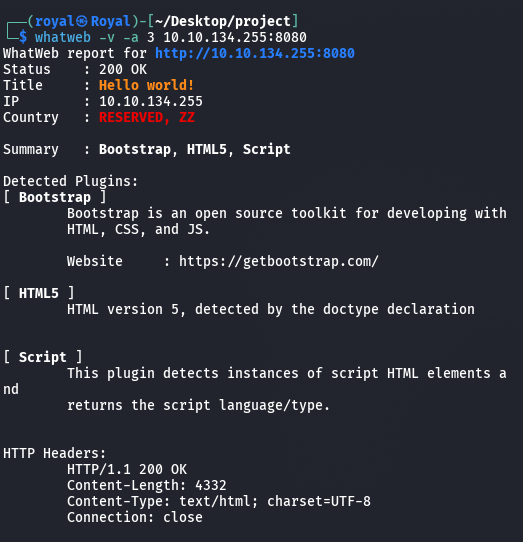 ┌──(royal㉿Royal)-[~/Desktop/project]
└─$ whatweb -v -a 3 10.10.134.255:8080
WhatWeb report for http://10.10.134.255:8080
Status    : 200 OK
Title     : Hello world!
IP        : 10.10.134.255
Country   : RESERVED, ZZ

Summary   : Bootstrap, HTML5, Script

Detected Plugins:
[ Bootstrap ]
        Bootstrap is an open source toolkit for developing with
        HTML, CSS, and JS.

        Website     : https://getbootstrap.com/

[ HTML5 ]
        HTML version 5, detected by the doctype declaration


[ Script ]
        This plugin detects instances of script HTML elements a
nd
        returns the script language/type.


HTTP Headers:
        HTTP/1.1 200 OK
        Content-Length: 4332
        Content-Type: text/html; charset=UTF-8
        Connection: close